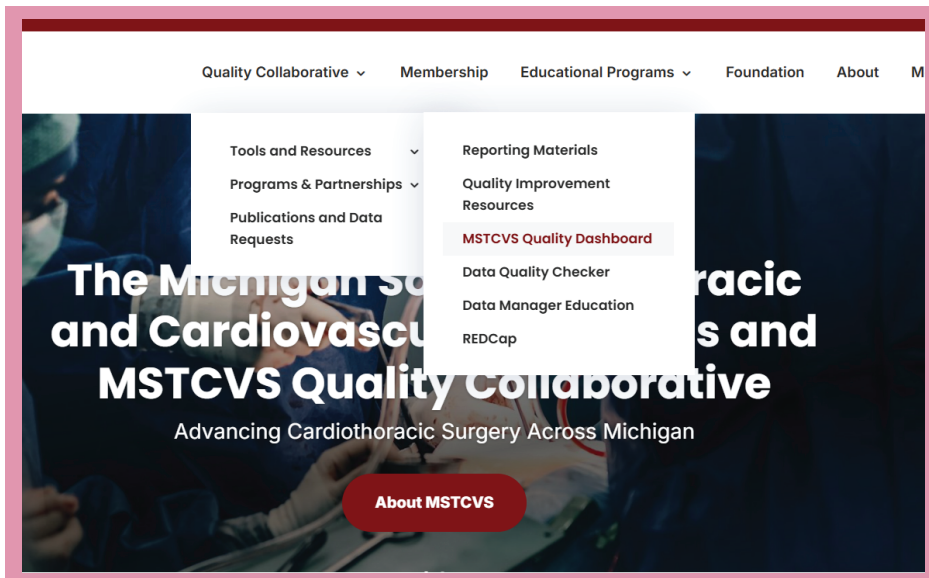 Quality Collaborative Membership Educational Programs Foundation About M
Tools and Resources
Programs & Partnerships
Publications and Data
Requests
Reporting Materials
Quality Improvement
Resources
MSTCVS Quality Dashboard
Data Quality Checker
Data Manager Education
REDCap
The Michigan So racic
and Cardiovascu s and
MSTCVS Quality Collaborative
Advancing Cardiothoracic Surgery Across Michigan
About MSTCVS